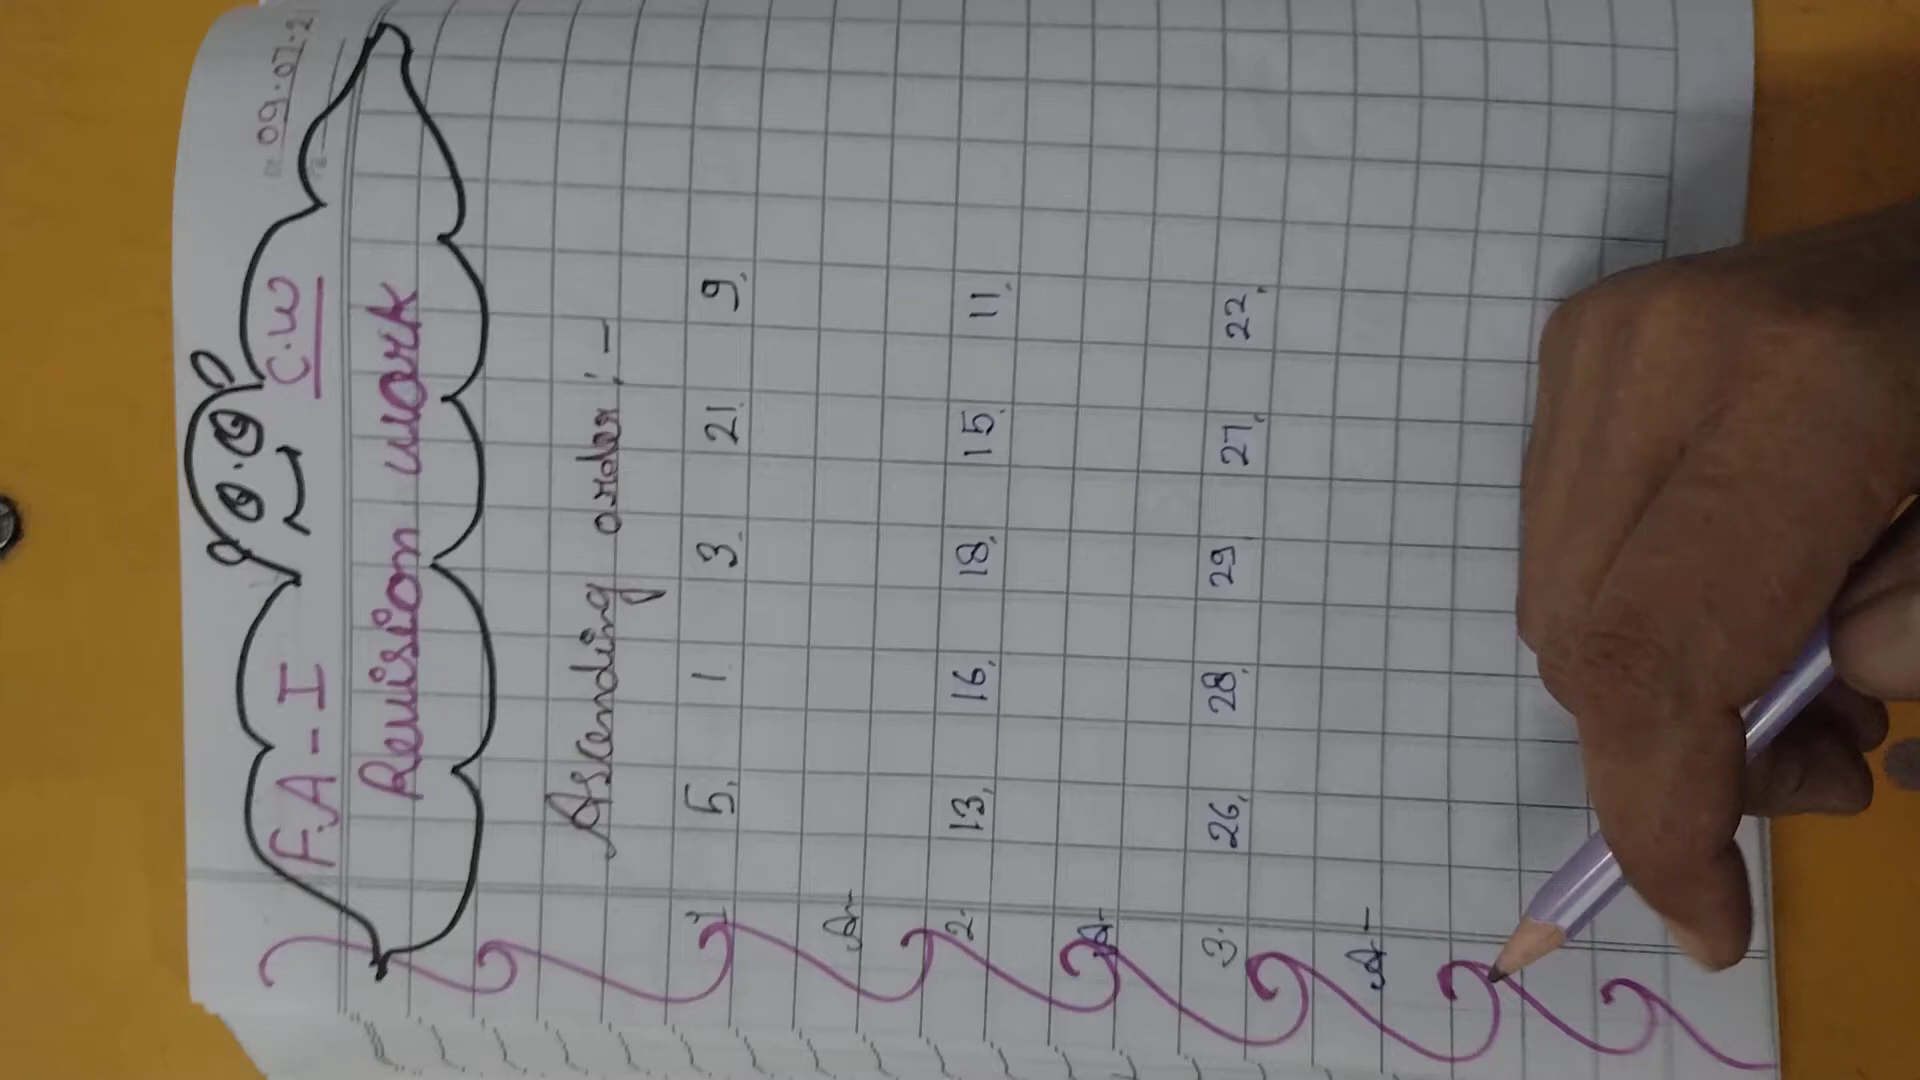 09.07.2
F.A - I C.W
Revision work
Ascending order :-
1. 5, 1, 3, 21, 9,
A-
2. 13, 16, 18, 15, 11,
A-
3. 26, 28, 29, 27, 22,
A-